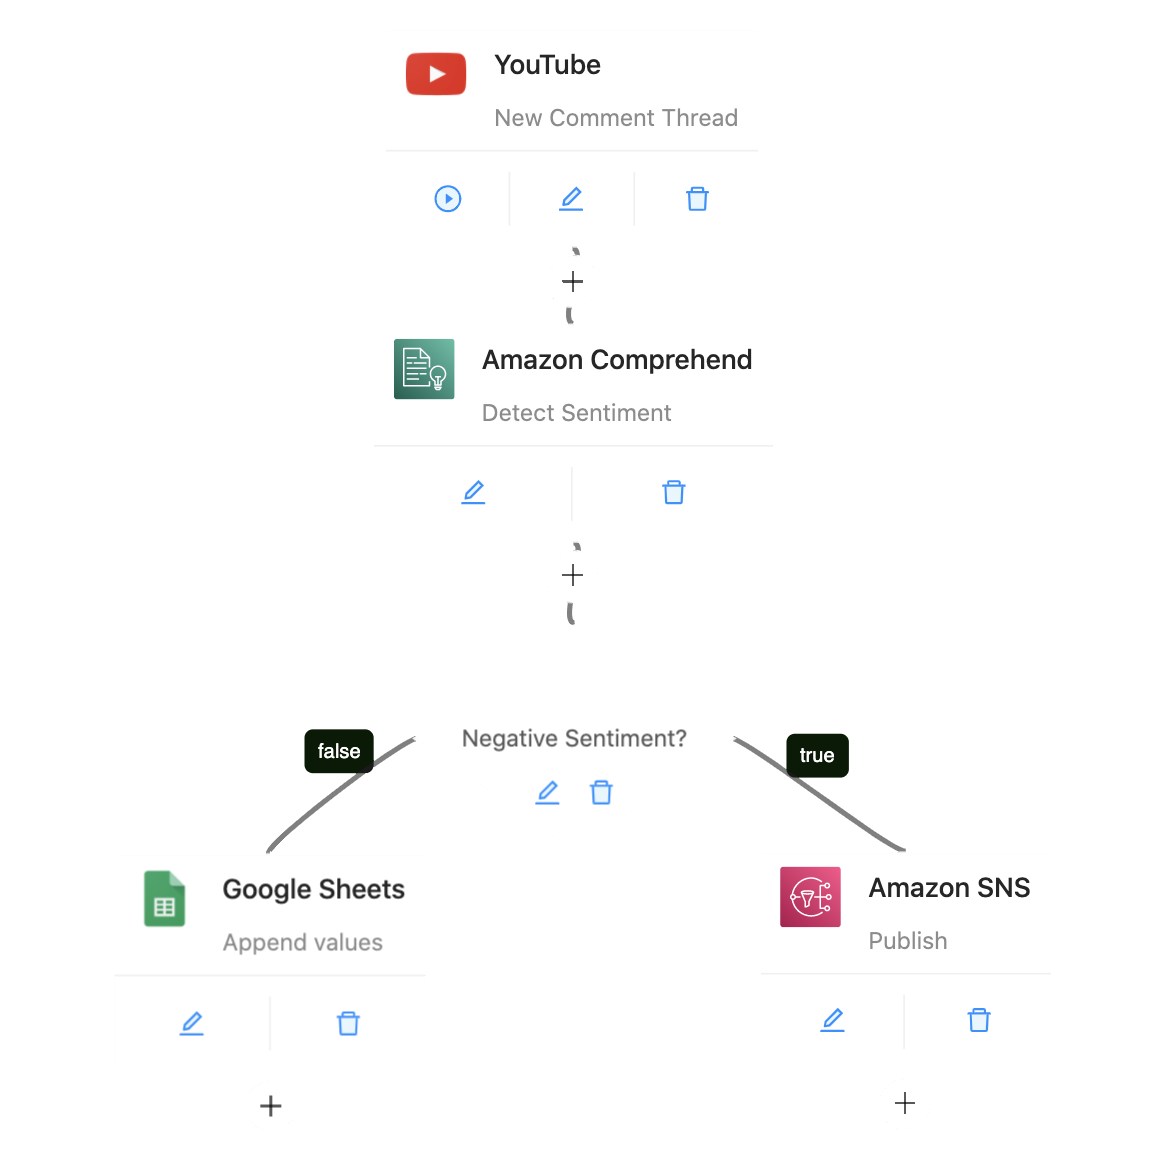 YouTube
New Comment Thread
Amazon Comprehend
Detect Sentiment
Negative Sentiment?
false
true
Google Sheets
Append values
Amazon SNS
Publish